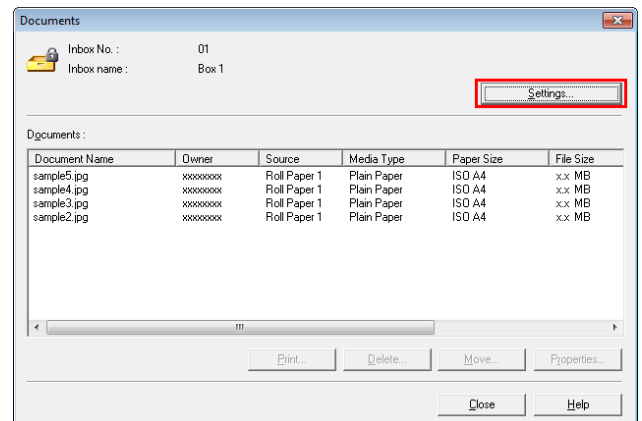 Documents
Inbox No. : 01
Inbox name : Box 1
Settings...
Documents :
Document Name Owner Source Media Type Paper Size File Size
sample5.jpg xxxxxxxx Roll Paper 1 Plain Paper ISO A4 x.x MB
sample4.jpg xxxxxxxx Roll Paper 1 Plain Paper ISO A4 x.x MB
sample3.jpg xxxxxxxx Roll Paper 1 Plain Paper ISO A4 x.x MB
sample2.jpg xxxxxxxx Roll Paper 1 Plain Paper ISO A4 x.x MB
Print... Delete... Move... Properties...
Close Help